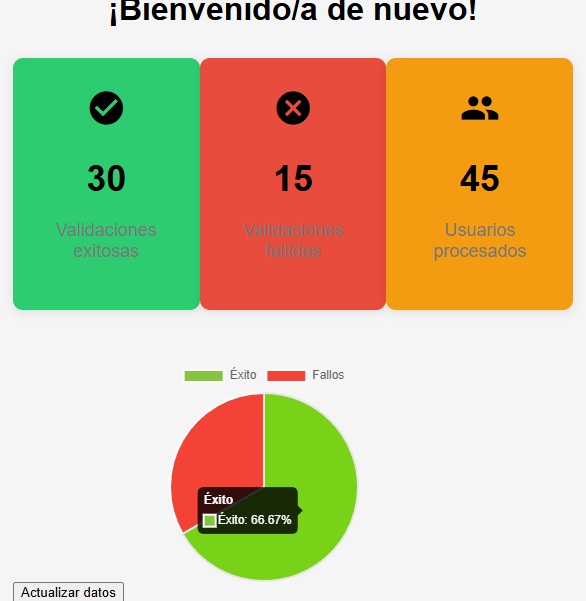 ¡Bienvenido/a de nuevo!
30
Validaciones
exitosas
15
Validaciones
fallidas
45
Usuarios
procesados
Éxito
Fallos
Éxito
Éxito: 66.67%
Actualizar datos